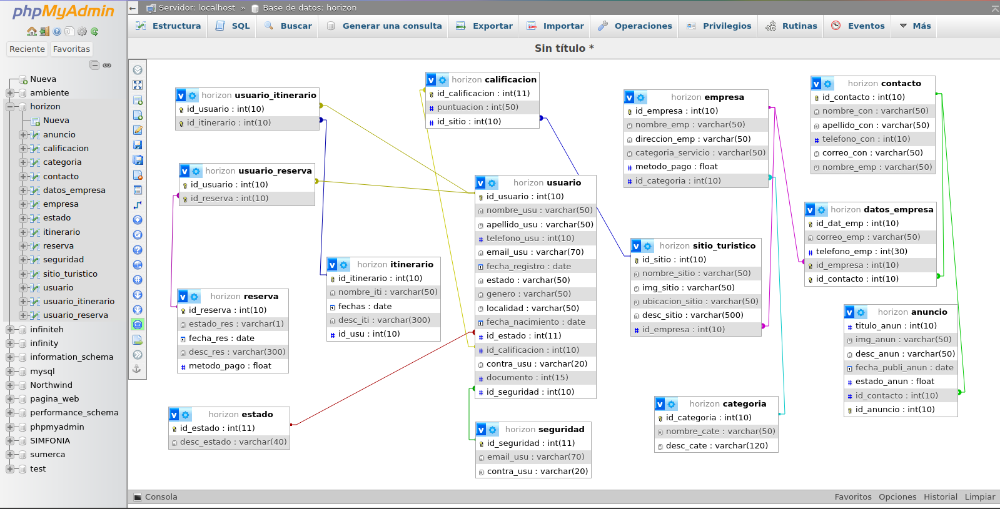 phpMyAdmin
Reciente Favoritas
Nueva
ambiente
horizon
Nueva
anuncio
calificacion
categoria
contacto
datos_empresa
empresa
estado
itinerario
reserva
seguridad
sitio_turistico
usuario
usuario_itinerario
usuario_reserva
infiniteh
infinity
information_schema
mysql
Northwind
pagina_web
performance_schema
phpmyadmin
SIMFONIA
sumerca
test
Servidor: localhost » Base de datos: horizon
Estructura SQL Buscar Generar una consulta Exportar Importar Operaciones Privilegios Rutinas Eventos Más
Sin título *
v horizon usuario_itinerario
id_usuario : int(10)
id_itinerario : int(10)
v horizon usuario_reserva
id_usuario : int(10)
id_reserva : int(10)
v horizon reserva
id_reserva : int(10)
estado_res : varchar(1)
fecha_res : date
desc_res : varchar(300)
metodo_pago : float
v horizon estado
id_estado : int(11)
desc_estado : varchar(40)
v horizon itinerario
id_itinerario : int(10)
nombre_iti : varchar(50)
fechas : date
desc_iti : varchar(300)
id_usu : int(10)
v horizon calificacion
id_calificacion : int(11)
puntuacion : int(50)
id_sitio : int(10)
v horizon usuario
id_usuario : int(10)
nombre_usu : varchar(50)
apellido_usu : varchar(50)
telefono_usu : int(10)
email_usu : varchar(70)
fecha_registro : date
estado : varchar(50)
genero : varchar(50)
localidad : varchar(50)
fecha_nacimiento : date
id_estado : int(11)
id_calificacion : int(10)
contra_usu : varchar(20)
documento : int(15)
id_seguridad : int(10)
v horizon seguridad
id_seguridad : int(11)
email_usu : varchar(70)
contra_usu : varchar(20)
v horizon empresa
id_empresa : int(10)
nombre_emp : varchar(50)
direccion_emp : varchar(50)
categoria_servicio : varchar(50)
metodo_pago : float
id_categoria : int(10)
v horizon sitio_turistico
id_sitio : int(10)
nombre_sitio : varchar(50)
img_sitio : varchar(50)
ubicacion_sitio : varchar(50)
desc_sitio : varchar(500)
id_empresa : int(10)
v horizon categoria
id_categoria : int(10)
nombre_cate : varchar(50)
desc_cate : varchar(120)
v horizon contacto
id_contacto : int(10)
nombre_con : varchar(50)
apellido_con : varchar(50)
telefono_con : int(10)
correo_con : varchar(50)
nombre_emp : varchar(50)
v horizon datos_empresa
id_dat_emp : int(10)
correo_emp : varchar(50)
telefono_emp : int(30)
id_empresa : int(10)
id_contacto : int(10)
v horizon anuncio
titulo_anun : int(10)
img_anun : varchar(50)
desc_anun : varchar(50)
fecha_publi_anun : date
estado_anun : float
id_contacto : int(10)
id_anuncio : int(10)
Consola
Favoritos Opciones Historial Limpiar